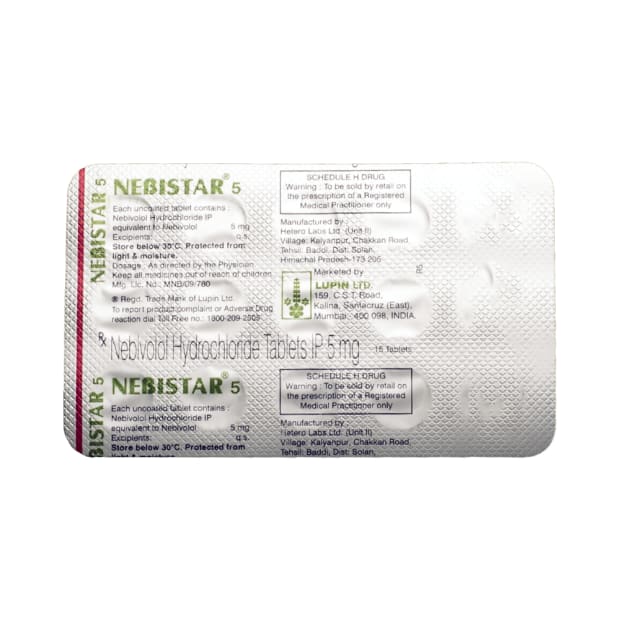 NEBISTAR 5
BISTAR 5
NEBISTAR® 5
Each uncoated tablet contains :
Nebivolol Hydrochloride IP
equivalent to Nebivolol 5 mg
Excipients: q.s.
Store below 30°C. Protected from
light & moisture.
Dosage : As directed by the Physician
Keep all medicines out of reach of children
Mfg. Lic. No.: MNB/09/780
® Regd. Trade Mark of Lupin Ltd.
To report product complaint or Adverse Drug
reaction dial Toll Free no.: 1800-209-2505
SCHEDULE H DRUG
Warning : To be sold by retail on
the prescription of a Registered
Medical Practitioner only
Manufactured by :
Hetero Labs Ltd. (Unit II)
Village: Kalyanpur, Chakkan Road,
Tehsil: Baddi, Dist: Solan,
Himachal Pradesh-173 205
Marketed by
LUPIN LTD.
159, C.S.T. Road,
Kalina, Santacruz (East),
Mumbai - 400 098, INDIA.
RS
Rx Nebivolol Hydrochloride Tablets IP 5 mg 15 Tablets
NEBISTAR® 5
Each uncoated tablet contains :
Nebivolol Hydrochloride IP
equivalent to Nebivolol 5 mg
Excipients: q.s.
Store below 30°C. Protected from
light & moisture.
SCHEDULE H DRUG
Warning : To be sold by retail on
the prescription of a Registered
Medical Practitioner only
Manufactured by :
Hetero Labs Ltd. (Unit II)
Village: Kalyanpur, Chakkan Road,
Tehsil: Baddi, Dist: Solan,